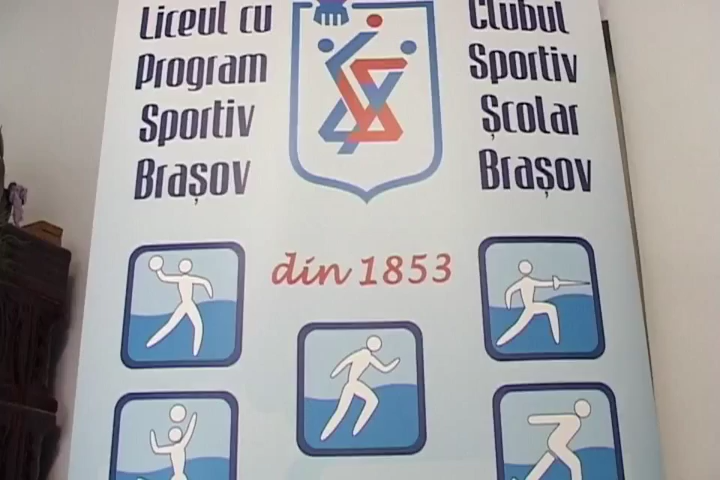 Liceul cu
Program
Sportiv
Brașov
Clubul
Sportiv
Școlar
Brașov
din 1853